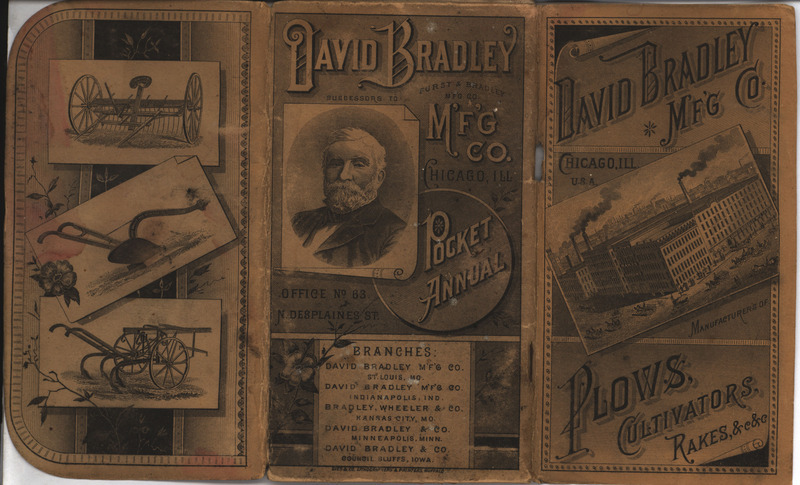 DAVID BRADLEY
SUCCESSORS TO FURST & BRADLEY
MFG CO
M'F'G
CO.
CHICAGO, ILL
POCKET
ANNUAL
OFFICE NO 63
N. DESPLAINES ST.
BRANCHES:
DAVID BRADLEY M'F'G CO.
ST. LOUIS, MO.
DAVID BRADLEY M'F'G CO.
INDIANAPOLIS, IND.
BRADLEY, WHEELER & CO.
KANSAS CITY, MO.
DAVID BRADLEY & CO.
MINNEAPOLIS, MINN.
DAVID BRADLEY & CO.
COUNCIL BLUFFS, IOWA.
DAVID BRADLEY
M'F'G CO.
CHICAGO, ILL
U.S.A.
MANUFACTURERS OF
PLOWS,
CULTIVATORS,
RAKES, &c &c